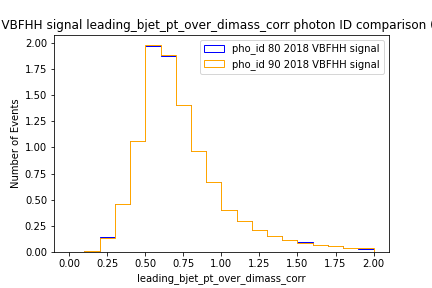 VBFHH signal leading_bjet_pt_over_dimass_corr photon ID comparison (
pho_id 80 2018 VBFHH signal
pho_id 90 2018 VBFHH signal
Number of Events
2.00
1.75
1.50
1.25
1.00
0.75
0.50
0.25
0.00
0.00 0.25 0.50 0.75 1.00 1.25 1.50 1.75 2.00
leading_bjet_pt_over_dimass_corr